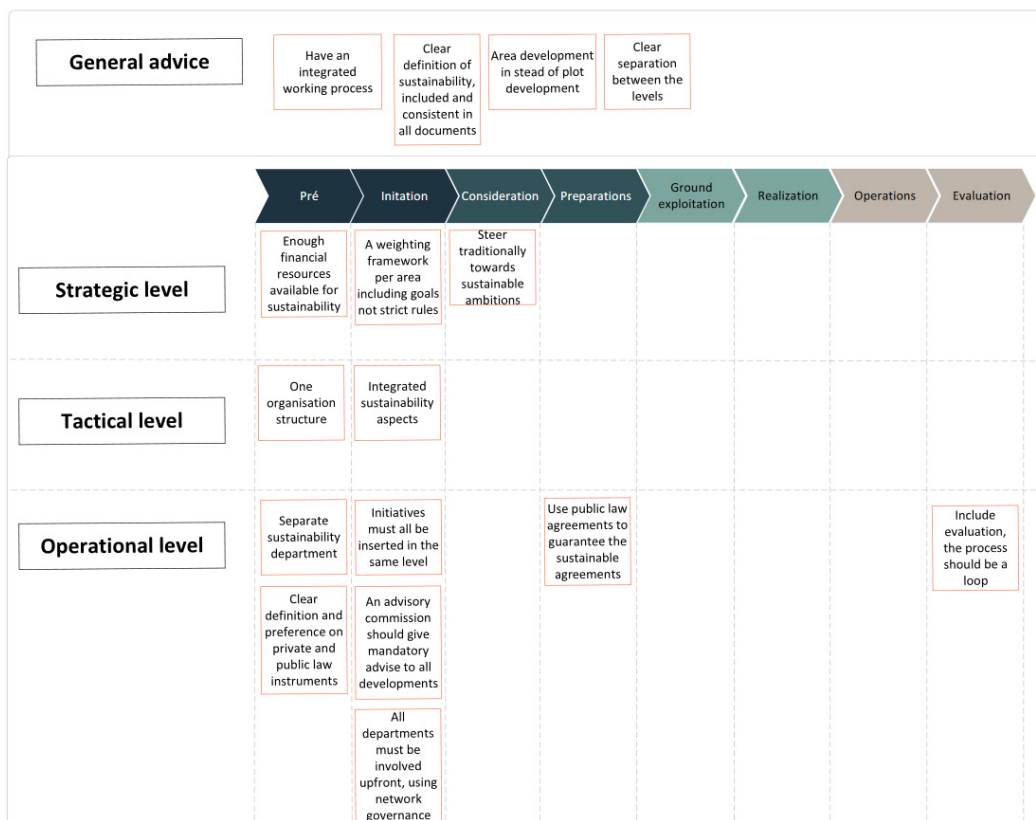 General advice
Have an
integrated
working process
Clear
definition of
sustainability,
included and
consistent in
all documents
Area development
in stead of plot
development
Clear
separation
between the
levels
Pré
Initation
Consideration
Preparations
Ground
exploitation
Realization
Operations
Evaluation
Strategic level
Enough
financial
resources
available for
sustainability
A weighting
framework
per area
including goals
not strict rules
Steer
traditionally
towards
sustainable
ambitions
Tactical level
One
organisation
structure
Integrated
sustainability
aspects
Operational level
Separate
sustainability
department
Initiatives
must all be
inserted in the
same level
Use public law
agreements to
guarantee the
sustainable
agreements
Include
evaluation,
the process
should be a
loop
Clear
definition and
preference on
private and
public law
instruments
An advisory
commission
should give
mandatory
advise to all
developments
All
departments
must be
involved
upfront, using
network
governance